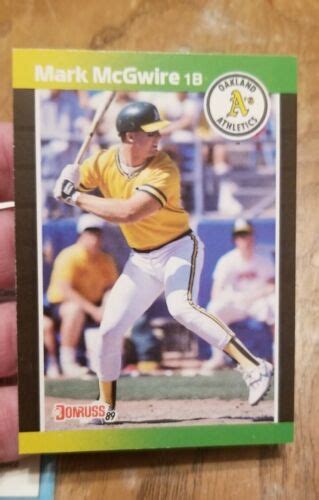 Mark McGwire 1B
OAKLAND
A's
ATHLETICS
DONRUSS 89